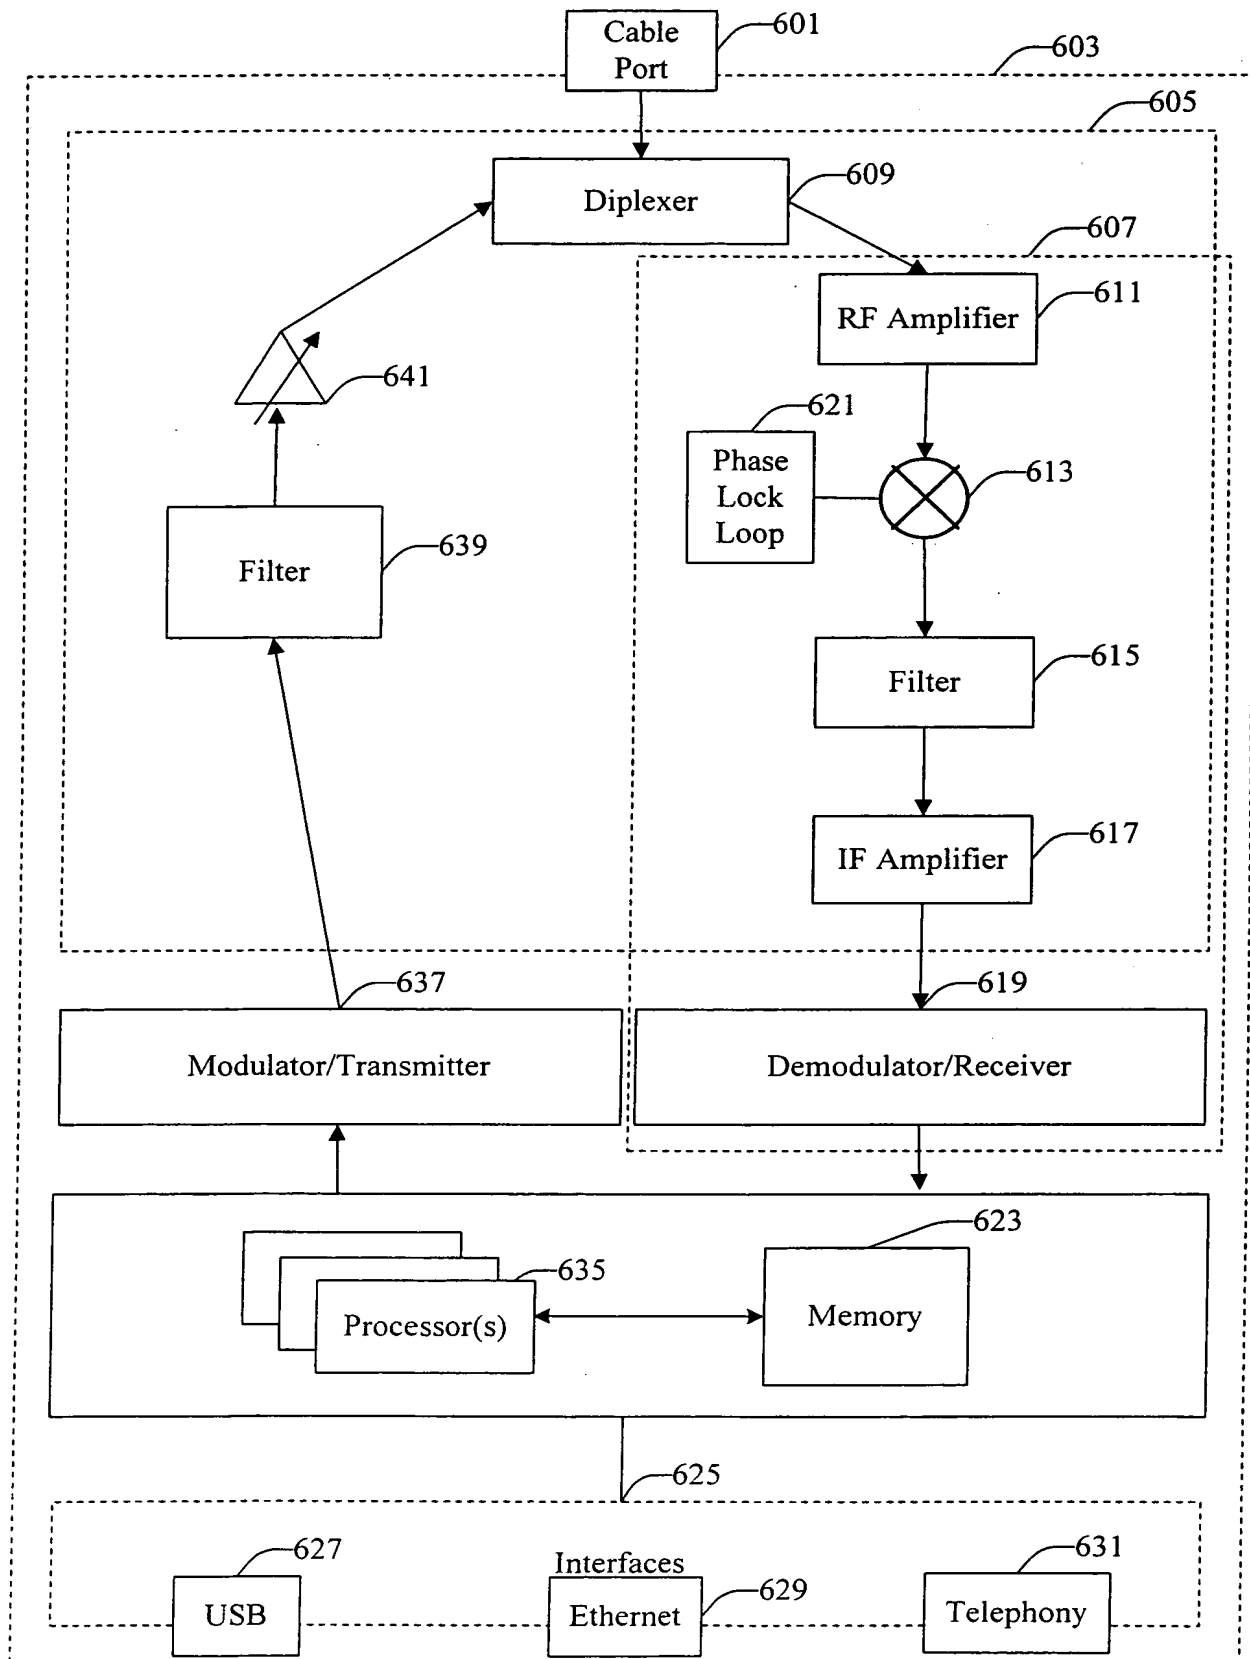 Cable
Port
601
603
605
Diplexer
609
607
RF Amplifier
611
641
621
Phase
Lock
Loop
613
Filter
639
Filter
615
IF Amplifier
617
637
619
Modulator/Transmitter
Demodulator/Receiver
623
635
Processor(s)
Memory
625
627
Interfaces
631
USB
Ethernet
629
Telephony